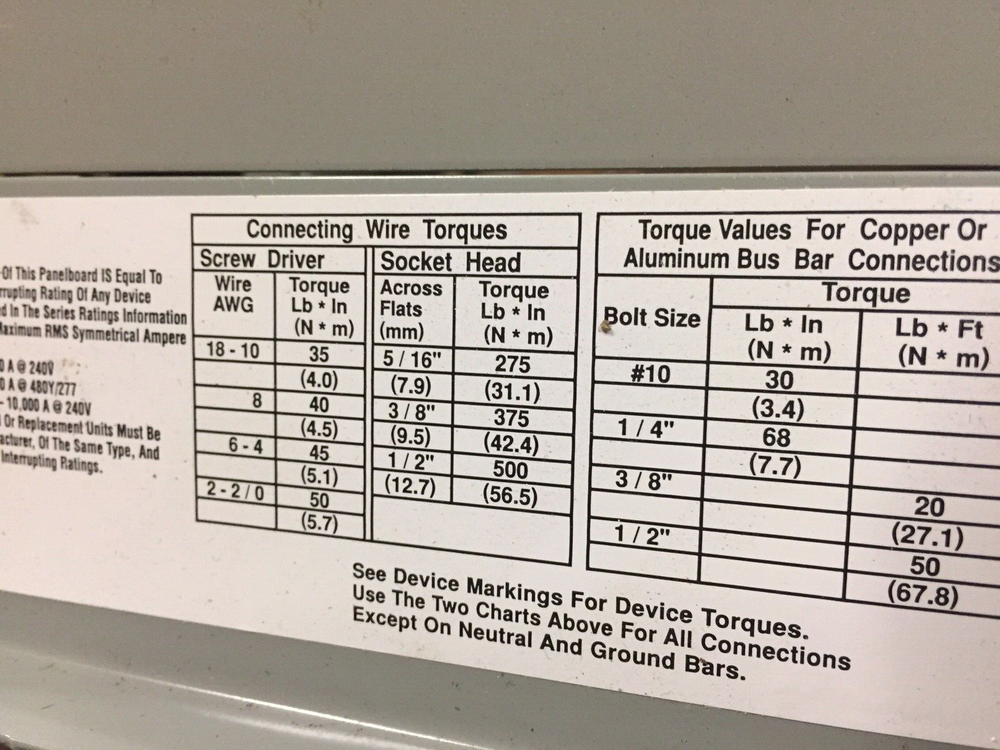 Of This Panelboard IS Equal To
rrupting Rating Of Any Device
d In The Series Ratings Information
Maximum RMS Symmetrical Ampere
0 A @ 240V
0 A @ 480Y/277
- 10,000 A @ 240V
Or Replacement Units Must Be
acturer, Of The Same Type, And
Interrupting Ratings.
Connecting Wire Torques
Screw Driver Socket Head
Wire AWG Torque Lb * In (N * m) Across Flats (mm) Torque Lb * In (N * m)
18 - 10 35 5 / 16" 275
(4.0) (7.9) (31.1)
8 40 3 / 8" 375
(4.5) (9.5) (42.4)
6 - 4 45 1 / 2" 500
(5.1) (12.7) (56.5)
2 - 2 / 0 50
(5.7)
Torque Values For Copper Or
Aluminum Bus Bar Connections
Bolt Size Torque
Lb * In (N * m) Lb * Ft (N * m)
#10 30
(3.4)
1 / 4" 68
(7.7)
3 / 8"
20
(27.1)
1 / 2"
50
(67.8)
See Device Markings For Device Torques.
Use The Two Charts Above For All Connections
Except On Neutral And Ground Bars.